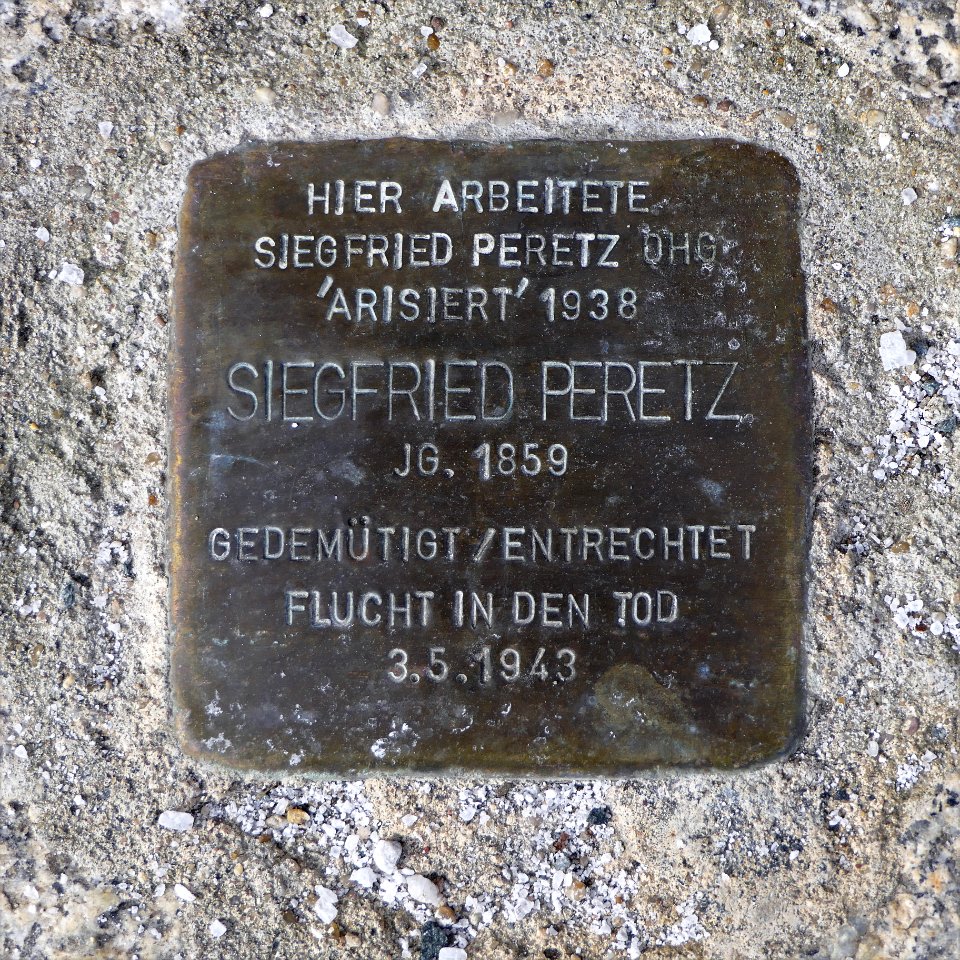 HIER ARBEITETE
SIEGFRIED PERETZ OHG
'ARISIERT' 1938
SIEGFRIED PERETZ
JG. 1859
GEDEMÜTIGT/ENTRECHTET
FLUCHT IN DEN TOD
3.5.1943